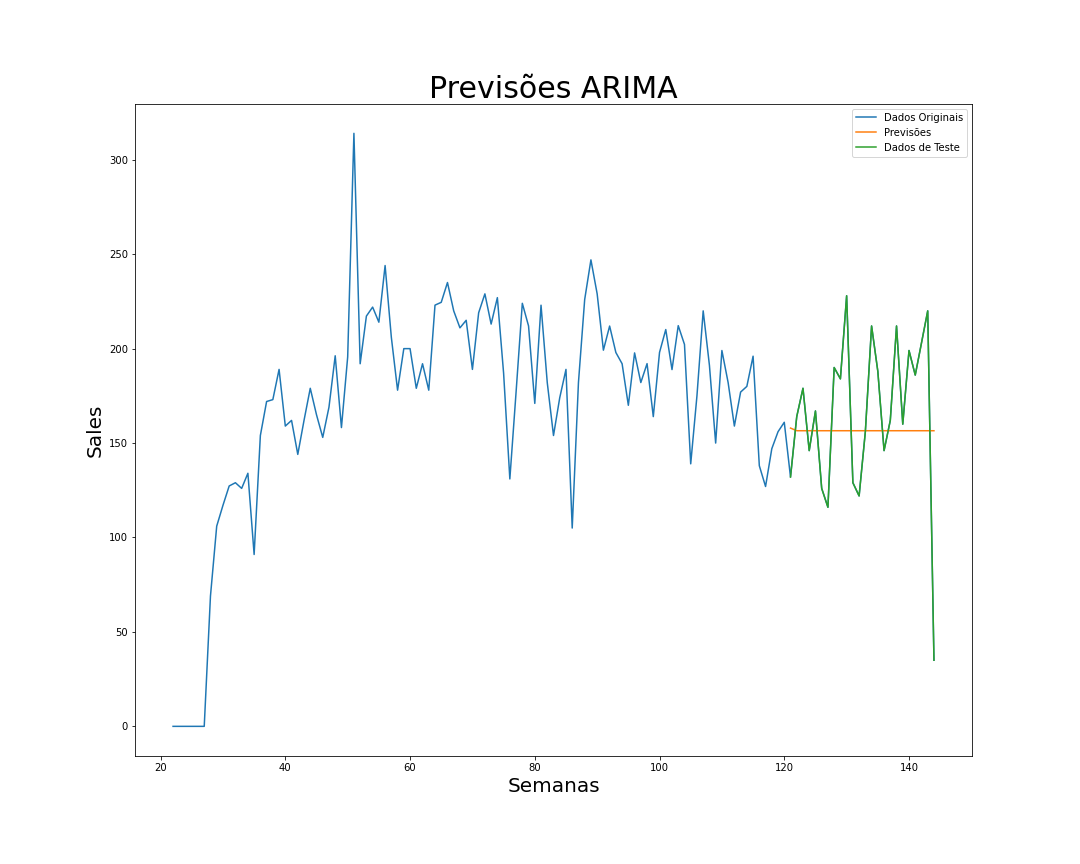 Previsões ARIMA
Dados Originais
Previsões
Dados de Teste
Sales
300
250
200
150
100
50
0
20 40 60 80 100 120 140
Semanas